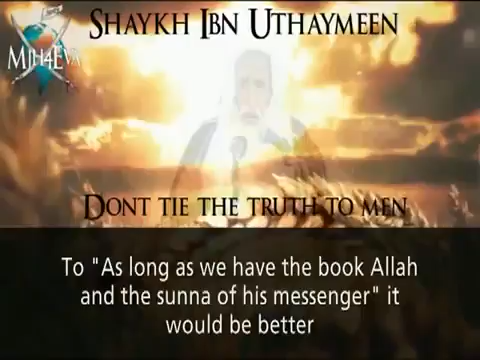 Shaykh Ibn Uthaymeen
Dont tie the truth to men
To "As long as we have the book Allah
and the sunna of his messenger" it
would be better